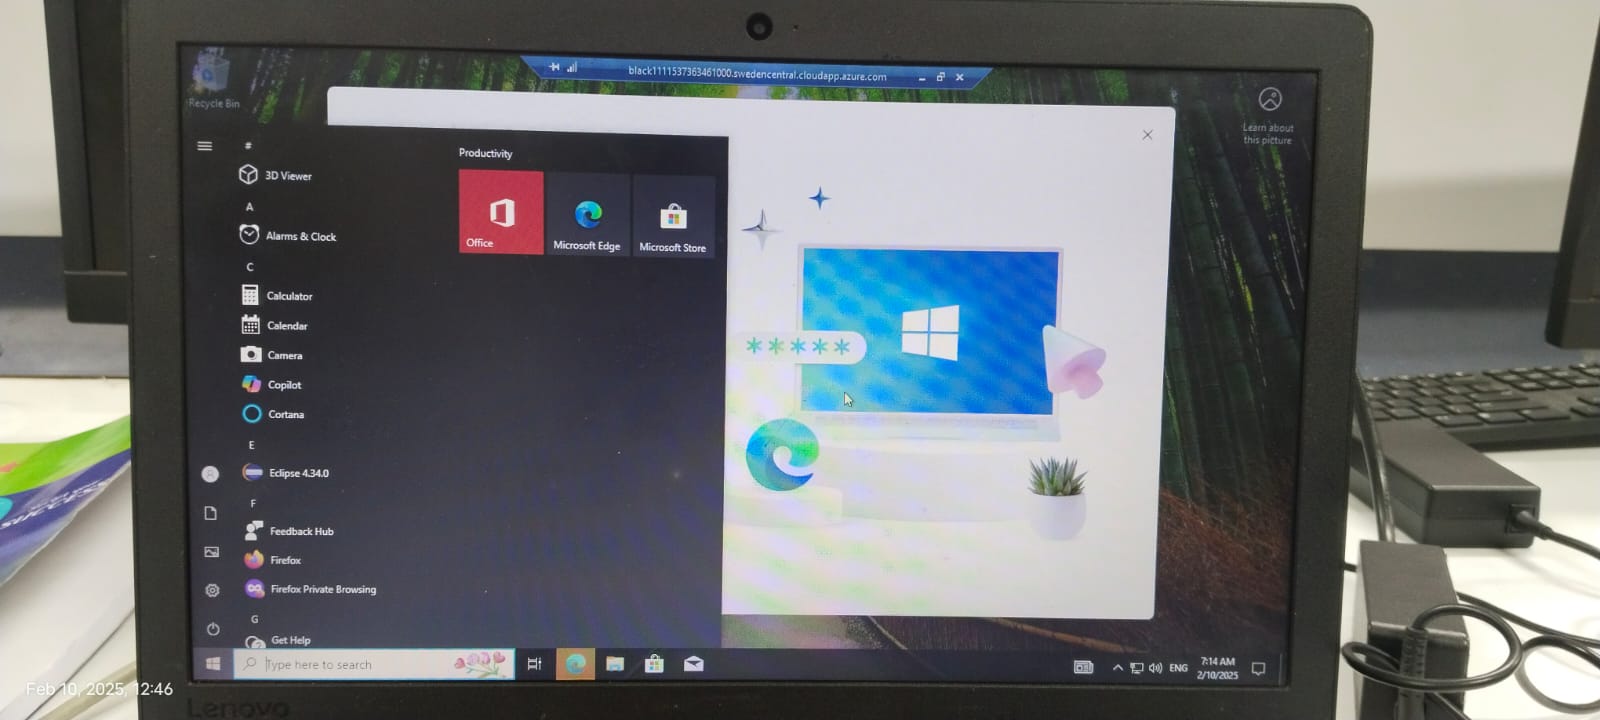 black1111537363461000.swedencentral.cloudapp.azure.com
Recycle Bin
Learn about
this picture
#
3D Viewer
A
Alarms & Clock
C
Calculator
Calendar
Camera
Copilot
Cortana
E
Eclipse 4.34.0
F
Feedback Hub
Firefox
Firefox Private Browsing
G
Get Help
Productivity
Office
Microsoft Edge
Microsoft Store
*****
Type here to search
ENG
7:14 AM
2/10/2025
Feb 10, 2025, 12:46
Lenovo
SUCCESS